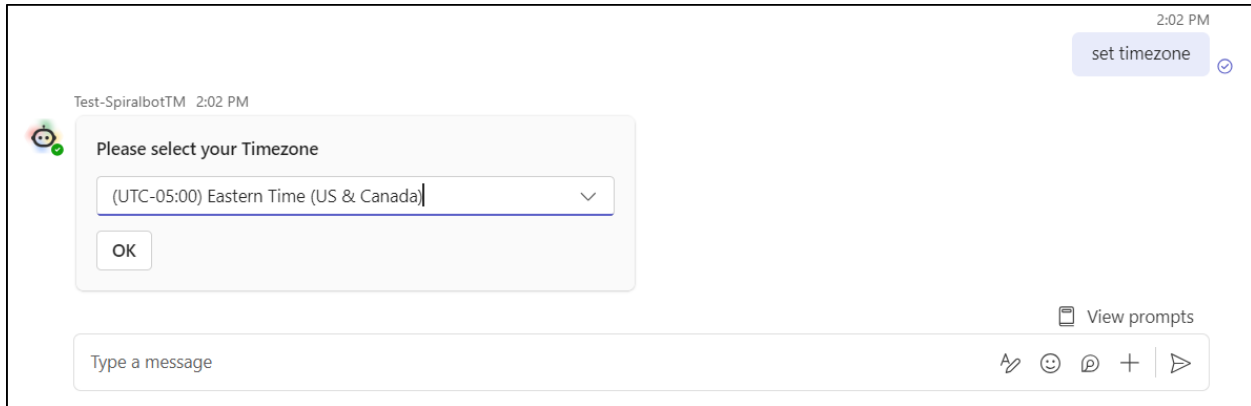 2:02 PM
set timezone
Test-SpiralbotTM 2:02 PM
Please select your Timezone
(UTC-05:00) Eastern Time (US & Canada)
OK
View prompts
Type a message